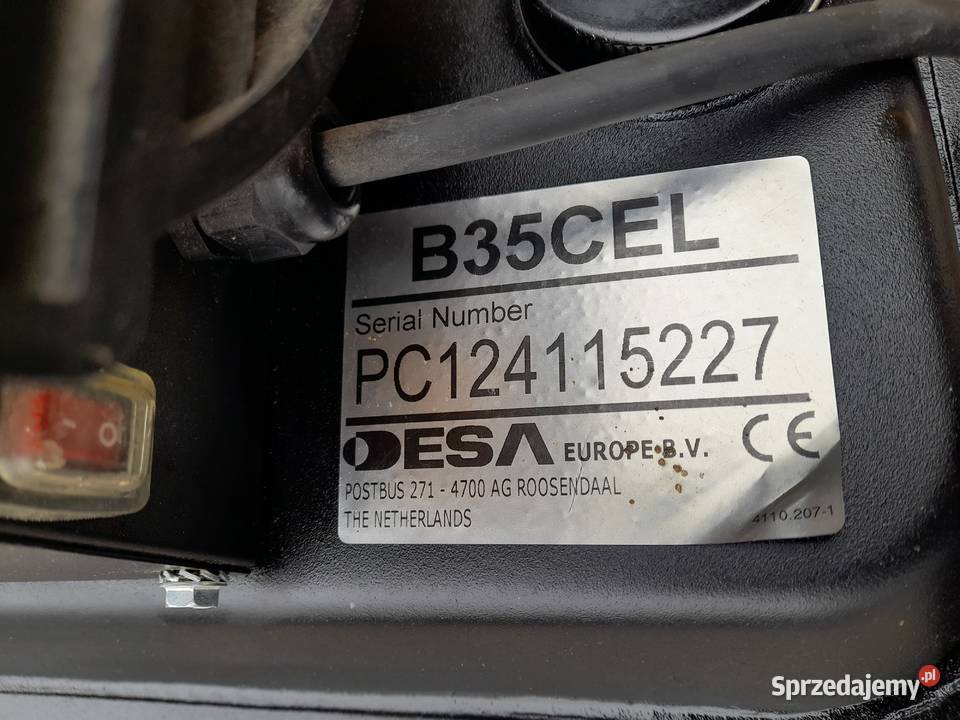 B35CEL
Serial Number
PC124115227
DESA EUROPE B.V. CE
POSTBUS 271 - 4700 AG ROOSENDAAL
THE NETHERLANDS
4110.207-1
- O
Sprzedajemy.pl